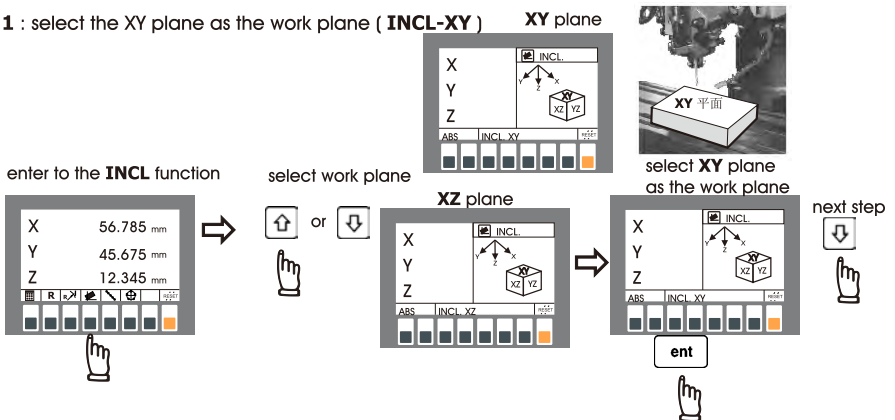 1 : select the XY plane as the work plane ( INCL-XY )
XY plane
X
Y
Z
INCL.
Y
Z
X
XY
XZ
YZ
ABS
INCL. XY
RESET
XY 平面
enter to the INCL function
X 56.785 mm
Y 45.675 mm
Z 12.345 mm
R
R
RESET
select work plane
or
XZ plane
X
Y
Z
INCL.
Y
Z
X
XY
XZ
YZ
ABS
INCL. XZ
RESET
select XY plane
as the work plane
X
Y
Z
INCL.
Y
Z
X
XY
XZ
YZ
ABS
INCL. XY
RESET
ent
next step